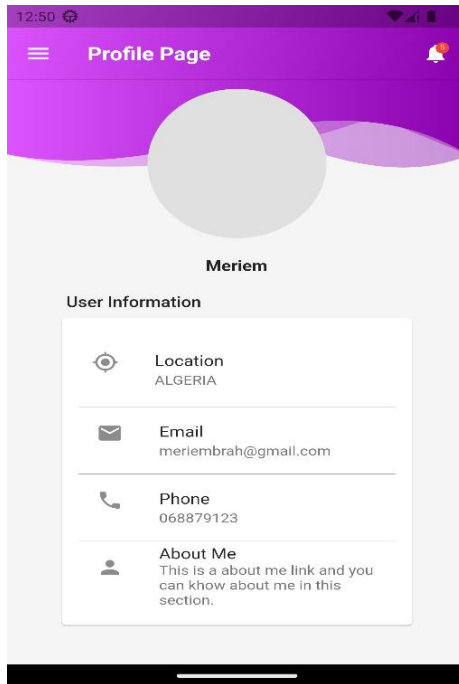 12:50
Profile Page
5
Meriem
User Information
Location
ALGERIA
Email
meriembrah@gmail.com
Phone
068879123
About Me
This is a about me link and you
can khow about me in this
section.